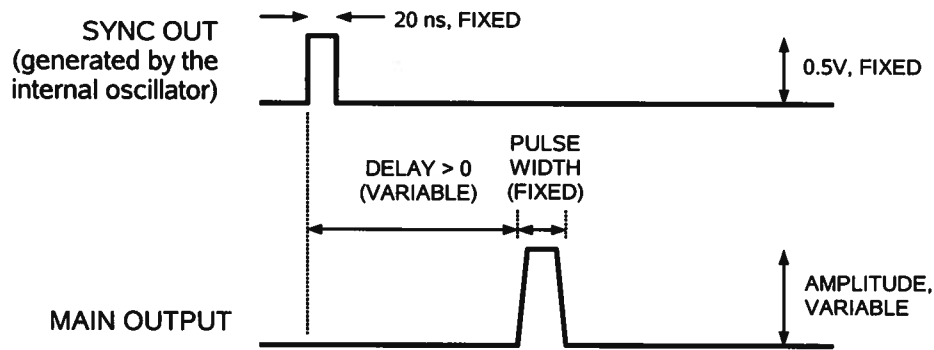 20 ns, FIXED
SYNC OUT
(generated by the
internal oscillator)
0.5V, FIXED
DELAY > 0
(VARIABLE)
PULSE
WIDTH
(FIXED)
AMPLITUDE,
VARIABLE
MAIN OUTPUT